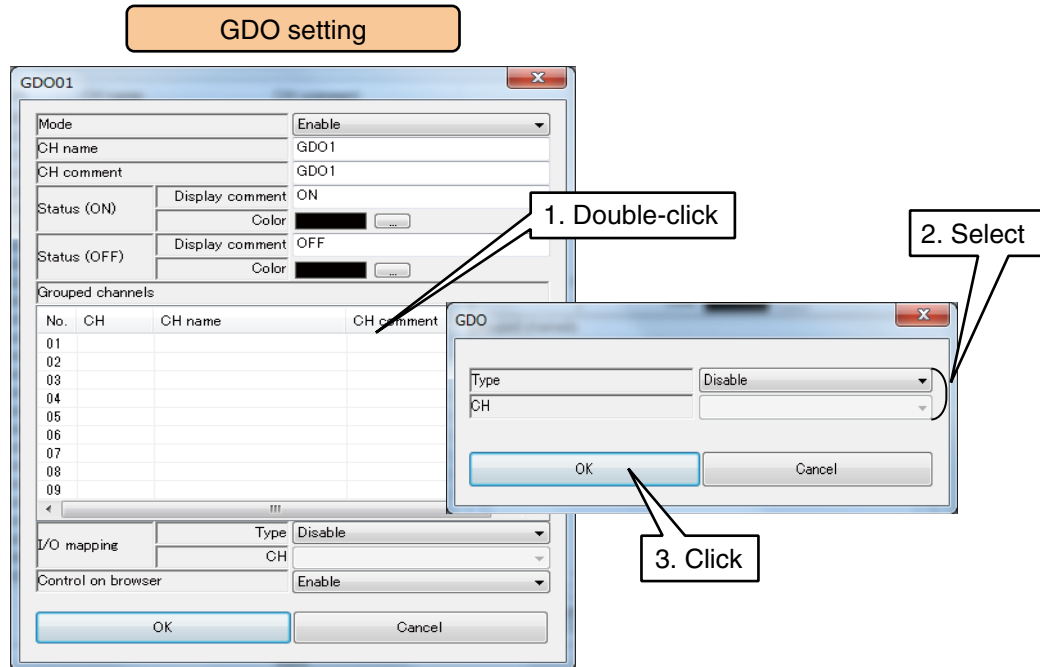 GDO setting
GDO01
Mode Enable
CH name GDO1
CH comment GDO1
Status (ON) Display comment ON
Color ...
Status (OFF) Display comment OFF
Color ...
Grouped channels
No. CH CH name CH comment
01
02
03
04
05
06
07
08
09
I/O mapping Type Disable
CH
Control on browser Enable
OK Cancel
1. Double-click
2. Select
GDO
Type Disable
CH
OK Cancel
3. Click